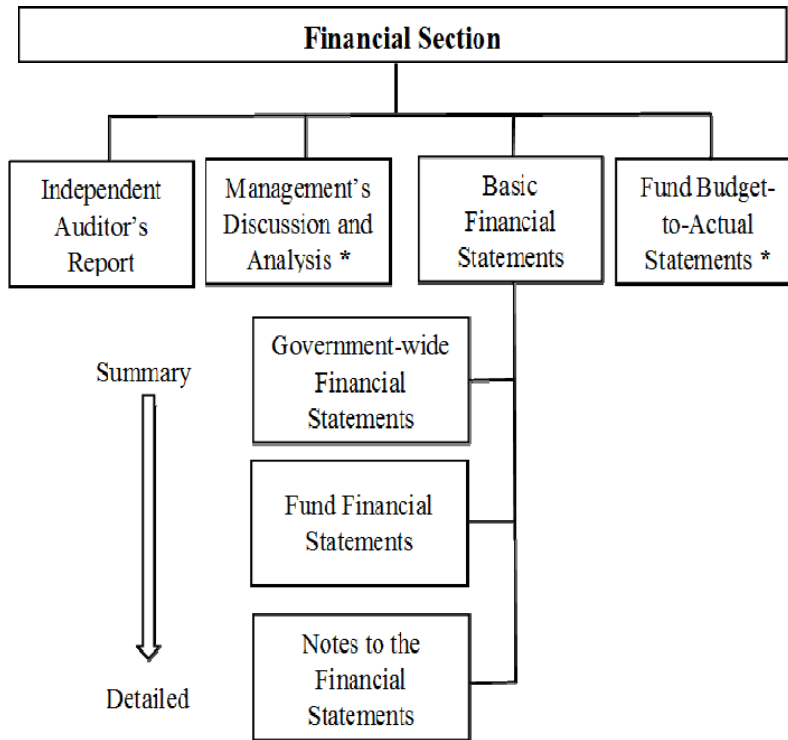 Financial Section
Independent
Auditor's
Report
Management's
Discussion and
Analysis *
Basic
Financial
Statements
Fund Budget-
to-Actual
Statements *
Summary
Detailed
Government-wide
Financial
Statements
Fund Financial
Statements
Notes to the
Financial
Statements